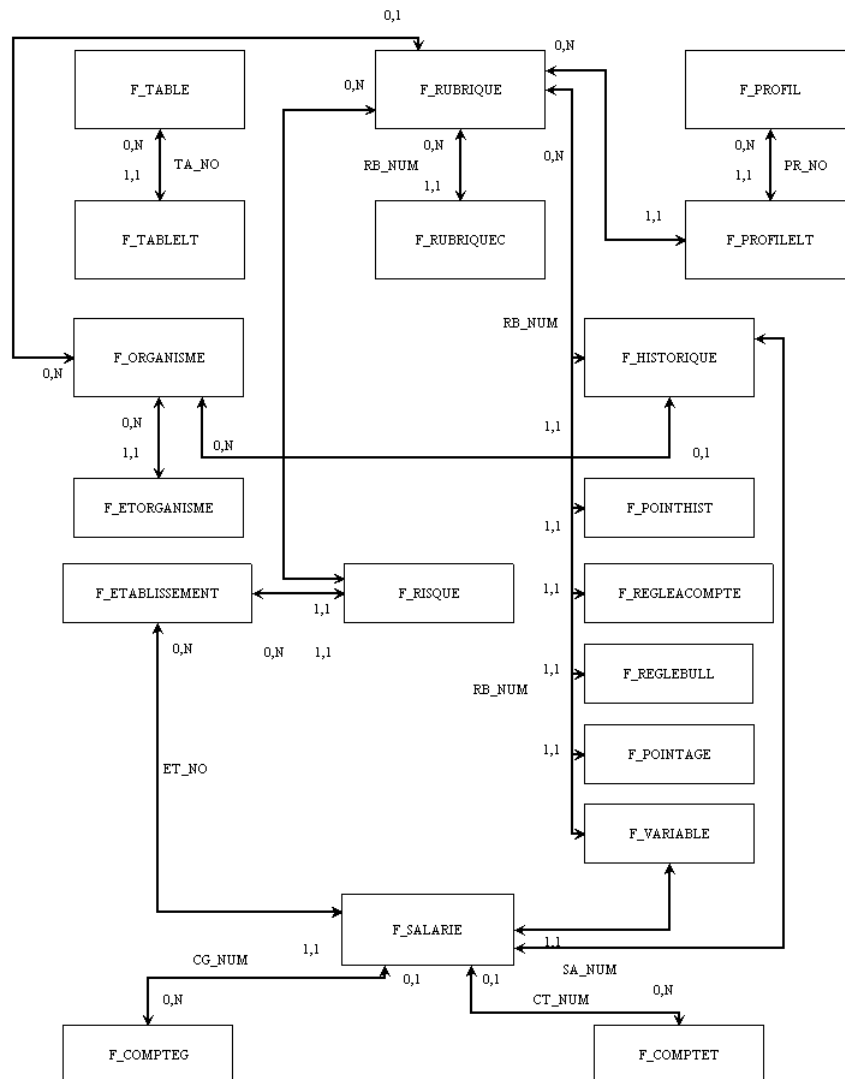 0,1
0,N
0,N
F_TABLE
F_RUBRIQUE
F_PROFIL
0,N
0,N
0,N
0,N
TA_NO
RB_NUM
PR_NO
1,1
1,1
1,1
1,1
F_TABLELT
F_RUBRIQUEC
F_PROFILELT
RB_NUM
F_ORGANISME
F_HISTORIQUE
0,N
0,N
0,N
1,1
1,1
0,1
F_ETORGANISME
F_POINTHIST
1,1
F_ETABLISSEMENT
F_RISQUE
1,1
F_REGLEACOMPTE
1,1
0,N
0,N
1,1
1,1
F_REGLEBULL
RB_NUM
1,1
F_POINTAGE
ET_NO
F_VARIABLE
F_SALARIE
1,1
1,1
CG_NUM
0,1
0,1
SA_NUM
0,N
CT_NUM
0,N
F_COMPTEG
F_COMPTET